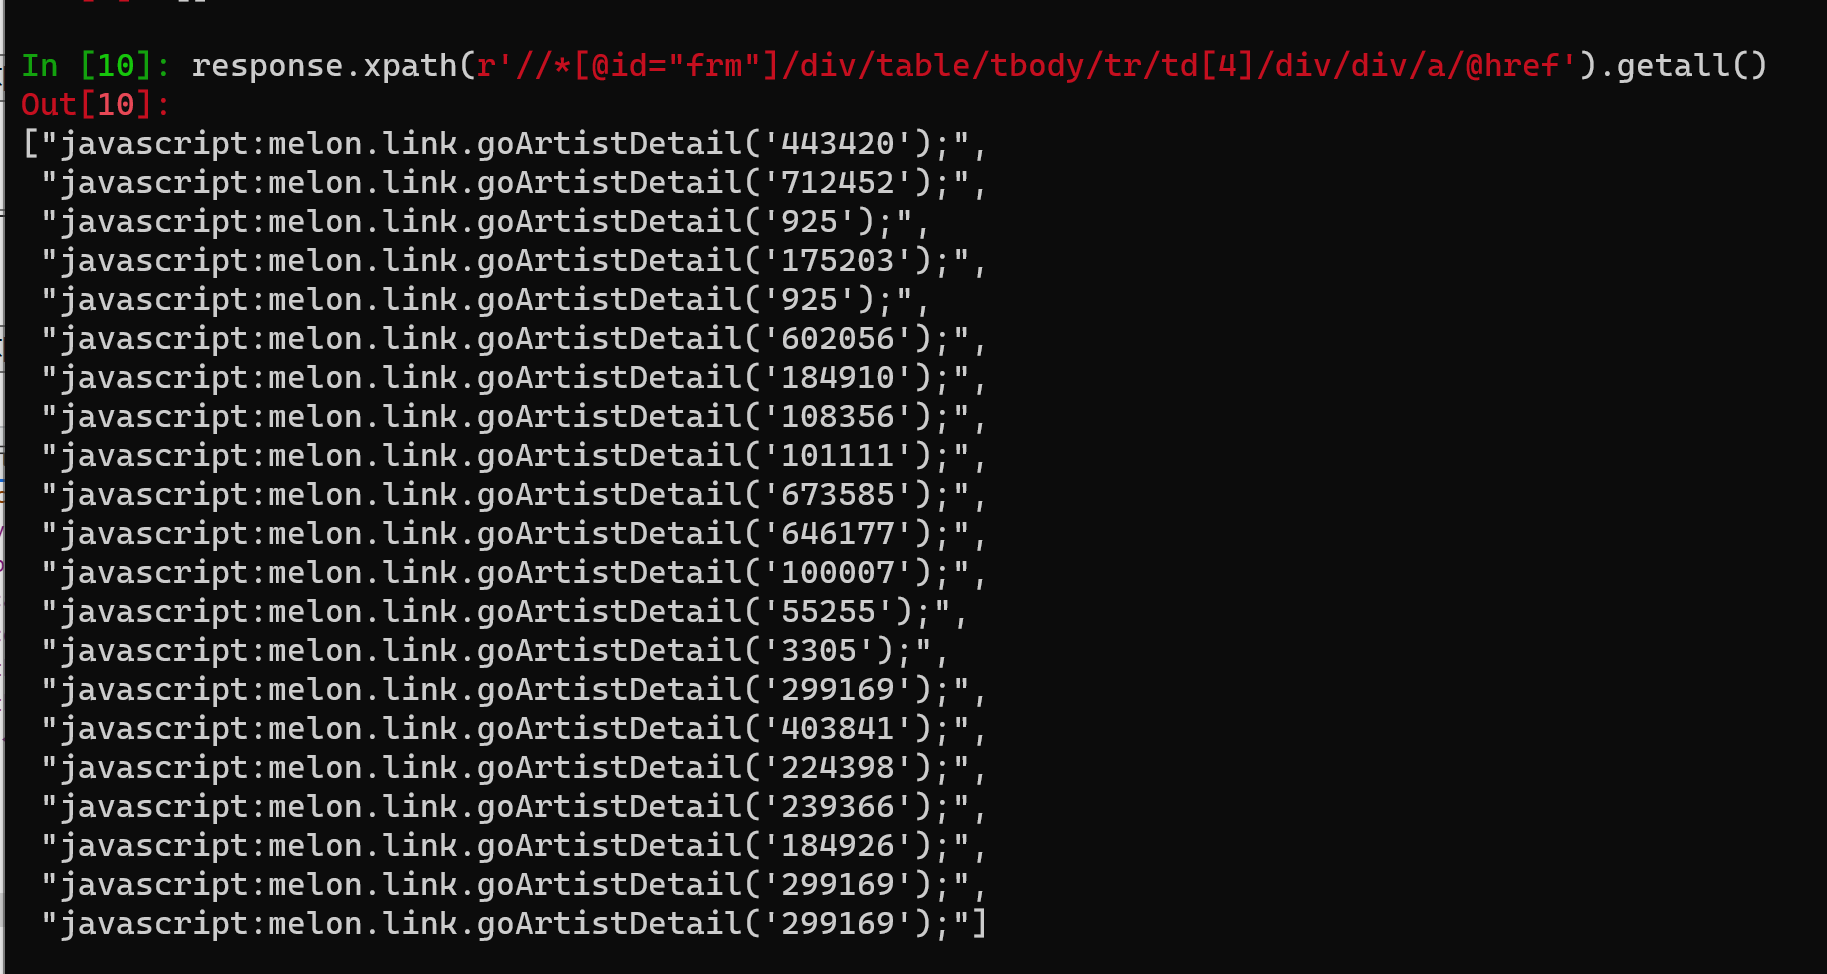 In [10]: response.xpath(r'//*[@id="frm"]/div/table/tbody/tr/td[4]/div/div/a/@href').getall()
Out[10]:
["javascript:melon.link.goArtistDetail('443420');",
 "javascript:melon.link.goArtistDetail('712452');",
 "javascript:melon.link.goArtistDetail('925');",
 "javascript:melon.link.goArtistDetail('175203');",
 "javascript:melon.link.goArtistDetail('925');",
 "javascript:melon.link.goArtistDetail('602056');",
 "javascript:melon.link.goArtistDetail('184910');",
 "javascript:melon.link.goArtistDetail('108356');",
 "javascript:melon.link.goArtistDetail('101111');",
 "javascript:melon.link.goArtistDetail('673585');",
 "javascript:melon.link.goArtistDetail('646177');",
 "javascript:melon.link.goArtistDetail('100007');",
 "javascript:melon.link.goArtistDetail('55255');",
 "javascript:melon.link.goArtistDetail('3305');",
 "javascript:melon.link.goArtistDetail('299169');",
 "javascript:melon.link.goArtistDetail('403841');",
 "javascript:melon.link.goArtistDetail('224398');",
 "javascript:melon.link.goArtistDetail('239366');",
 "javascript:melon.link.goArtistDetail('184926');",
 "javascript:melon.link.goArtistDetail('299169');",
 "javascript:melon.link.goArtistDetail('299169');"]